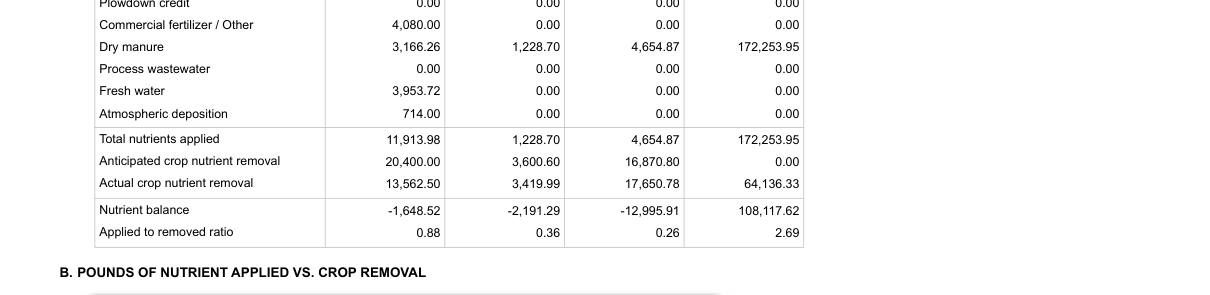 Plowdown credit 0.00 0.00 0.00 0.00
Commercial fertilizer / Other 4,080.00 0.00 0.00 0.00
Dry manure 3,166.26 1,228.70 4,654.87 172,253.95
Process wastewater 0.00 0.00 0.00 0.00
Fresh water 3,953.72 0.00 0.00 0.00
Atmospheric deposition 714.00 0.00 0.00 0.00
Total nutrients applied 11,913.98 1,228.70 4,654.87 172,253.95
Anticipated crop nutrient removal 20,400.00 3,600.60 16,870.80 0.00
Actual crop nutrient removal 13,562.50 3,419.99 17,650.78 64,136.33
Nutrient balance -1,648.52 -2,191.29 -12,995.91 108,117.62
Applied to removed ratio 0.88 0.36 0.26 2.69
B. POUNDS OF NUTRIENT APPLIED VS. CROP REMOVAL